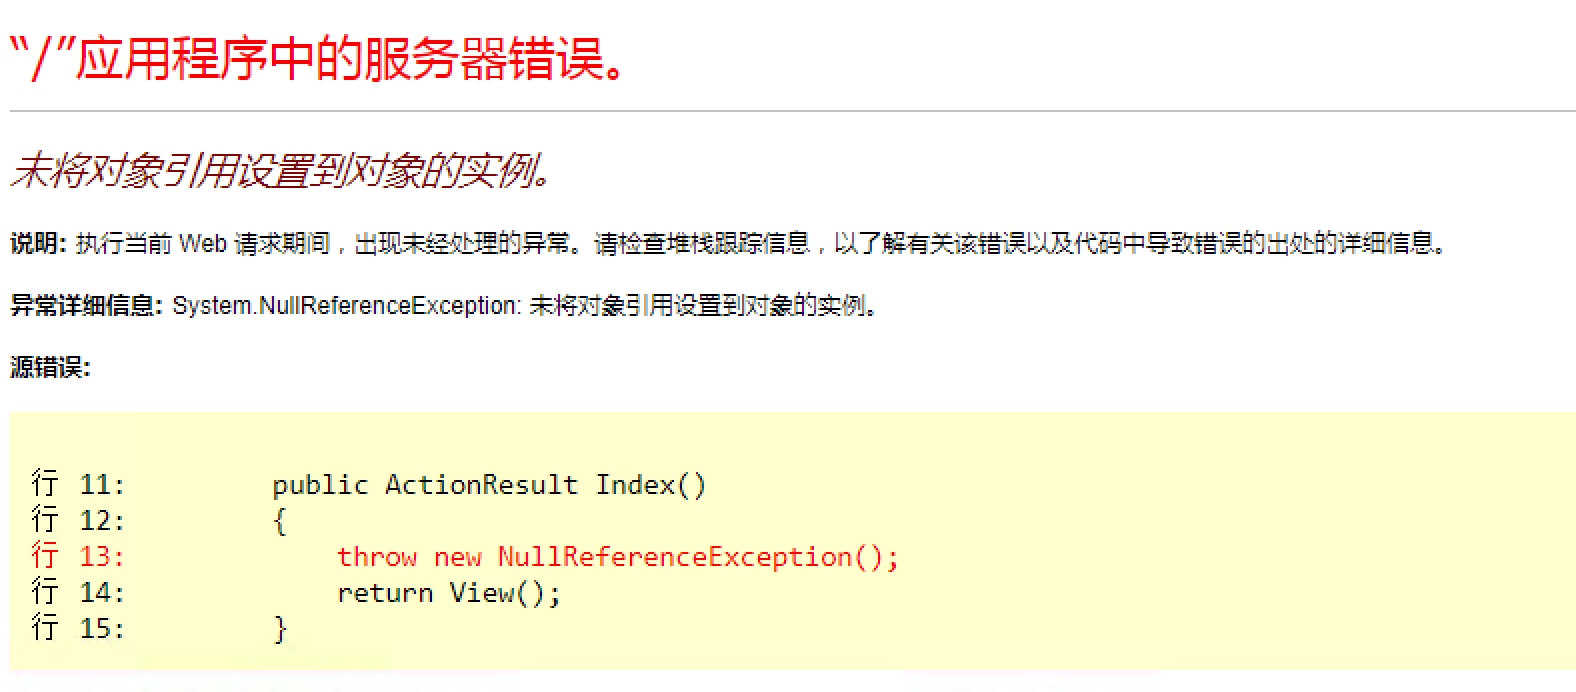 “/”应用程序中的服务器错误。
未将对象引用设置到对象的实例。
说明: 执行当前 Web 请求期间，出现未经处理的异常。请检查堆栈跟踪信息，以了解有关该错误以及代码中导致错误的出处的详细信息。
异常详细信息: System.NullReferenceException: 未将对象引用设置到对象的实例。
源错误:
行 11:         public ActionResult Index()
行 12:         {
行 13:             throw new NullReferenceException();
行 14:             return View();
行 15:         }